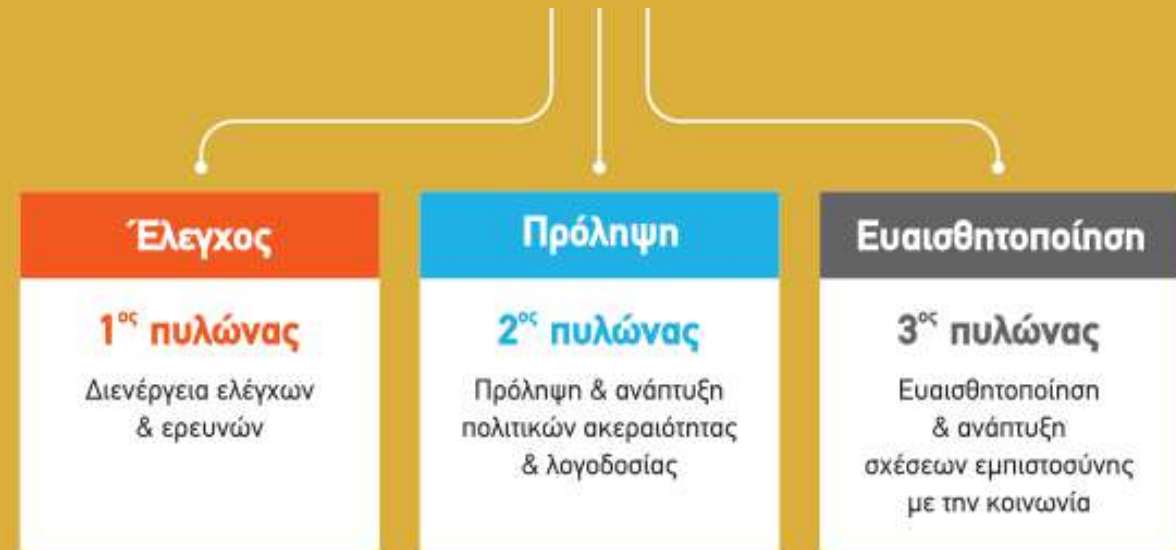 Έλεγχος
1ος πυλώνας
Διενέργεια ελέγχων
& ερευνών
Πρόληψη
2ος πυλώνας
Πρόληψη & ανάπτυξη
πολιτικών ακεραιότητας
& λογοδοσίας
Ευαισθητοποίηση
3ος πυλώνας
Ευαισθητοποίηση
& ανάπτυξη
σχέσεων εμπιστοσύνης
με την κοινωνία